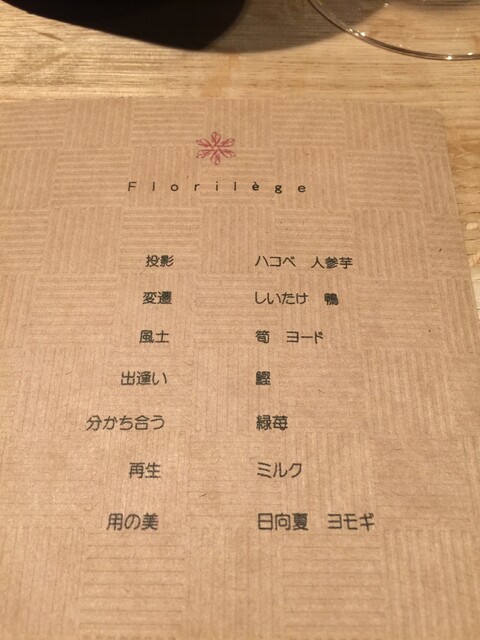 Florilège
投影 ハコベ 人参芋
変遷 しいたけ 鴨
風土 筍 ヨード
出逢い 鰹
分かち合う 緑苺
再生 ミルク
用の美 日向夏 ヨモギ